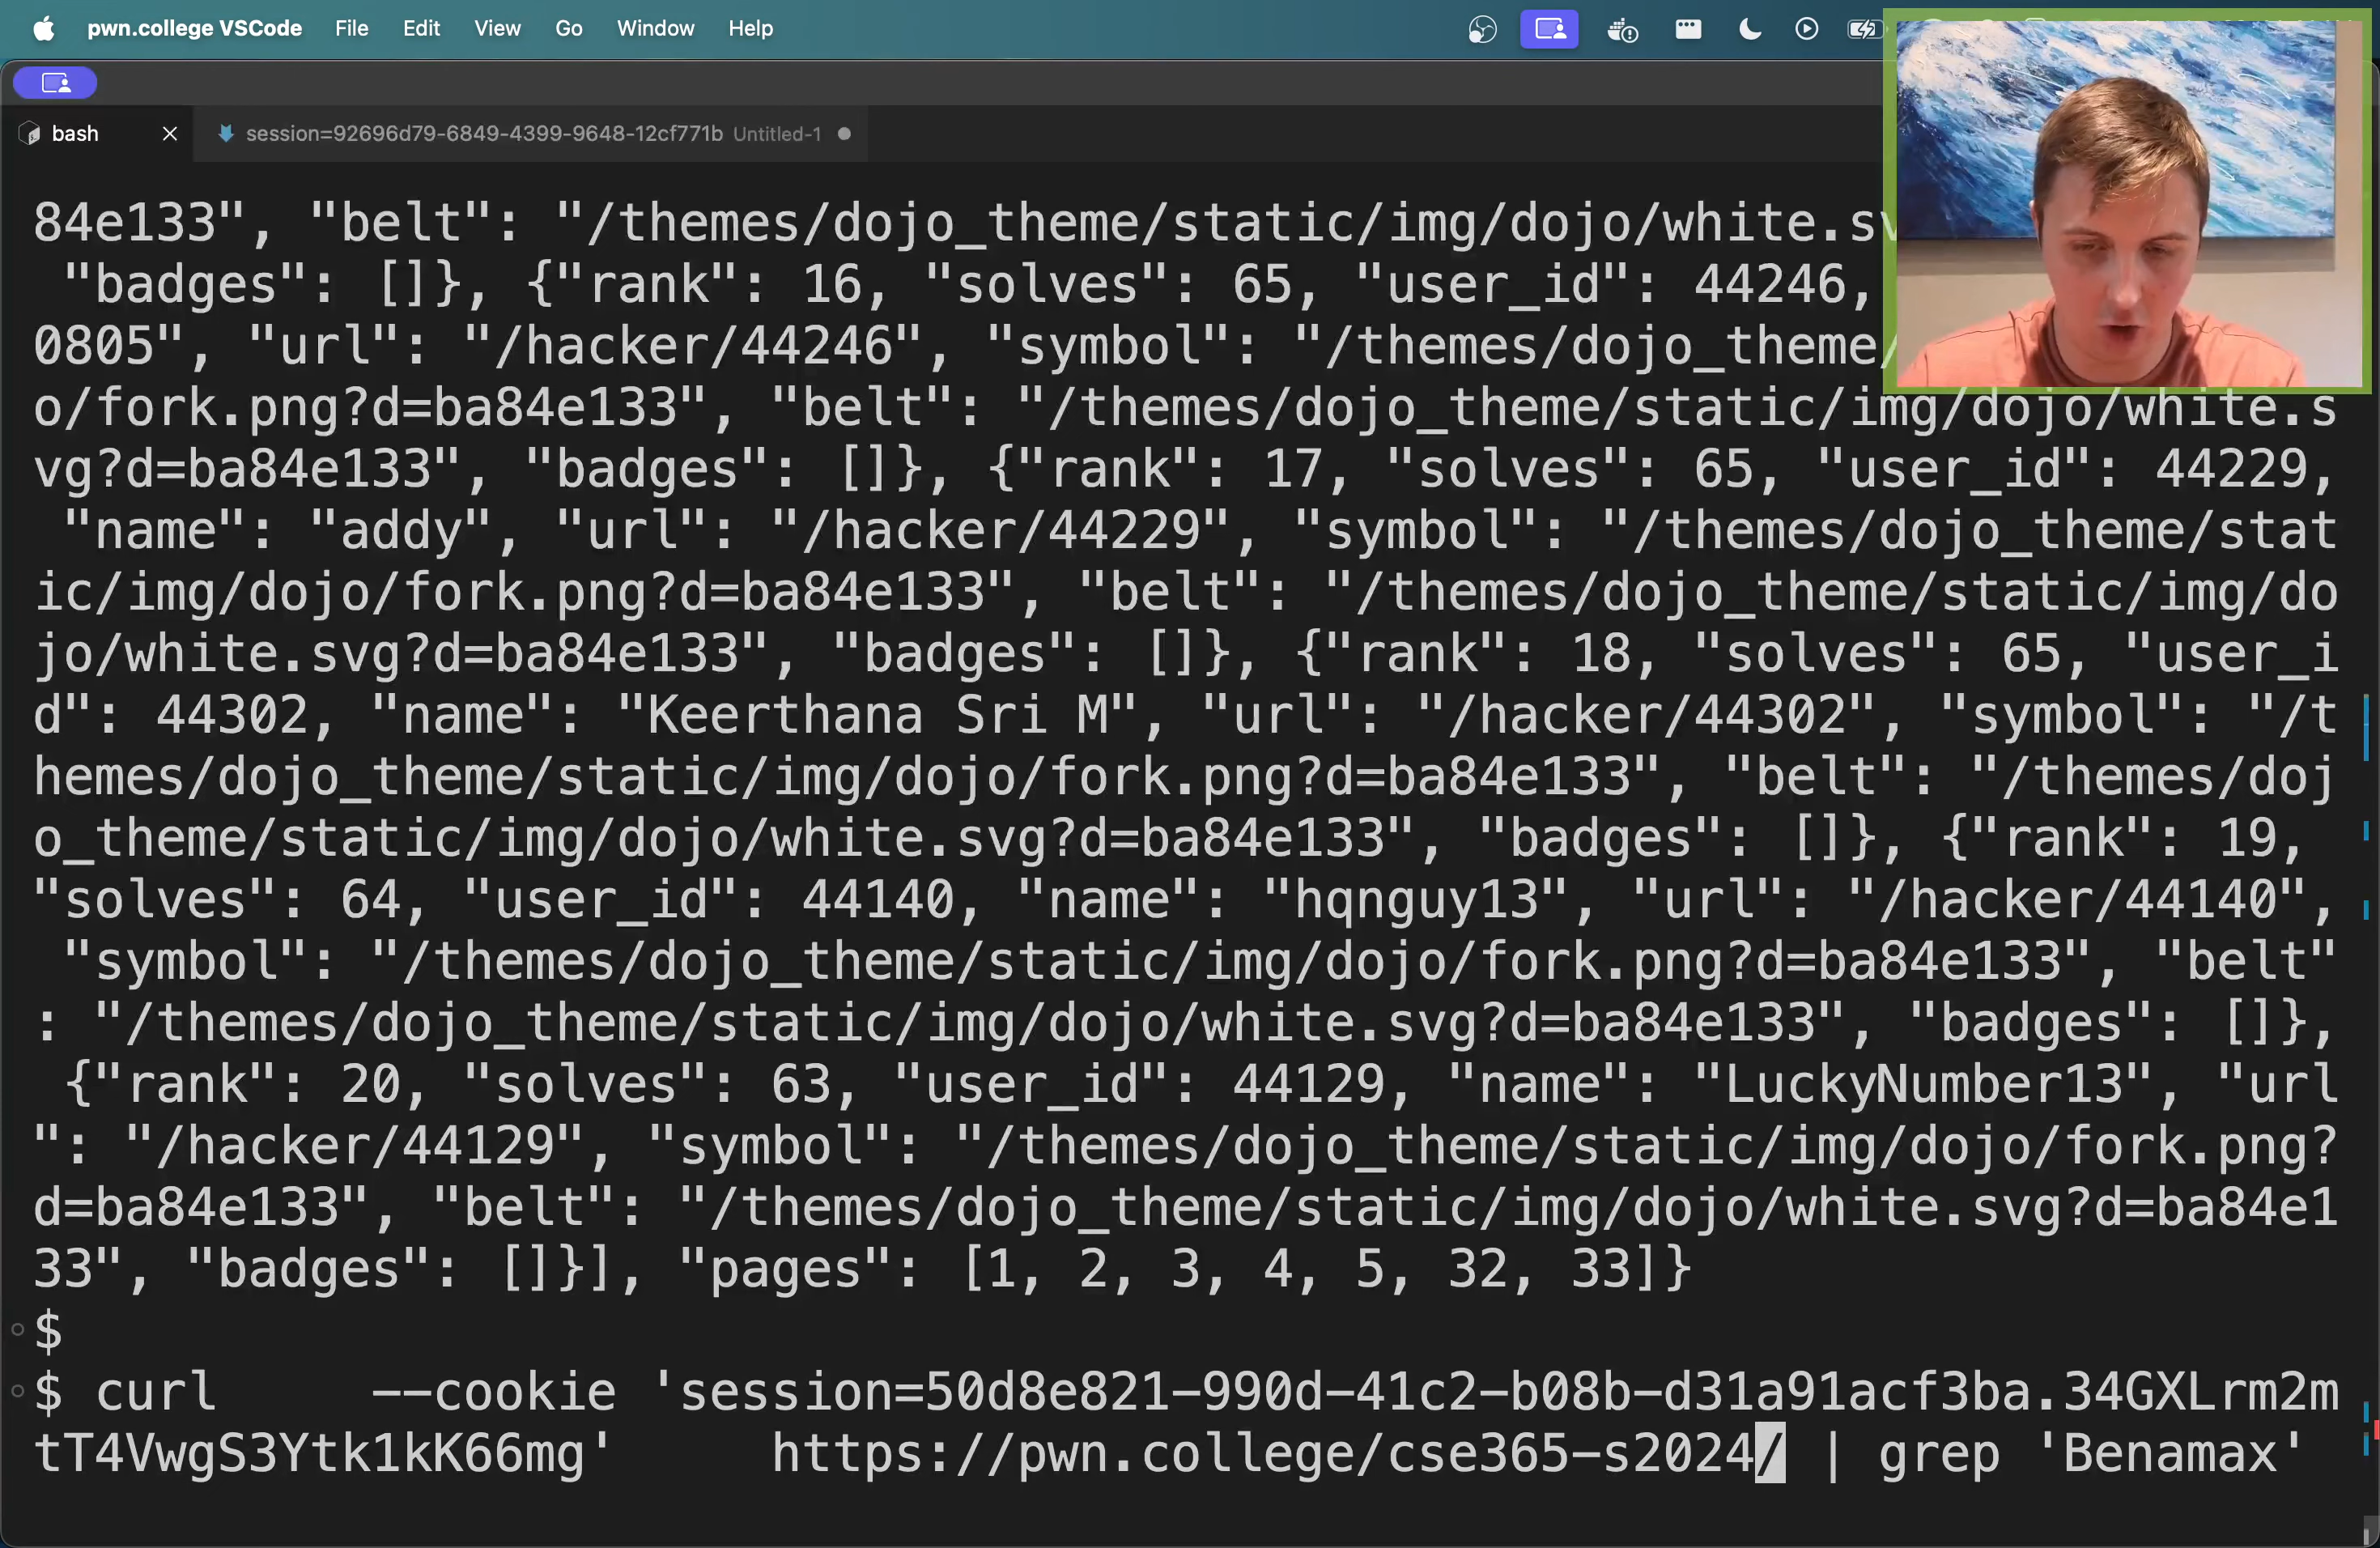 pwn.college VSCode File Edit View Go Window Help
bash session=92696d79-6849-4399-9648-12cf771b Untitled-1
84e133", "belt": "/themes/dojo_theme/static/img/dojo/white.sv
"badges": []}, {"rank": 16, "solves": 65, "user_id": 44246,
0805", "url": "/hacker/44246", "symbol": "/themes/dojo_theme/
o/fork.png?d=ba84e133", "belt": "/themes/dojo_theme/static/img/dojo/white.s
vg?d=ba84e133", "badges": []}, {"rank": 17, "solves": 65, "user_id": 44229,
"name": "addy", "url": "/hacker/44229", "symbol": "/themes/dojo_theme/stat
ic/img/dojo/fork.png?d=ba84e133", "belt": "/themes/dojo_theme/static/img/do
jo/white.svg?d=ba84e133", "badges": []}, {"rank": 18, "solves": 65, "user_i
d": 44302, "name": "Keerthana Sri M", "url": "/hacker/44302", "symbol": "/t
hemes/dojo_theme/static/img/dojo/fork.png?d=ba84e133", "belt": "/themes/doj
o_theme/static/img/dojo/white.svg?d=ba84e133", "badges": []}, {"rank": 19,
"solves": 64, "user_id": 44140, "name": "hqnguy13", "url": "/hacker/44140",
"symbol": "/themes/dojo_theme/static/img/dojo/fork.png?d=ba84e133", "belt"
: "/themes/dojo_theme/static/img/dojo/white.svg?d=ba84e133", "badges": []},
{"rank": 20, "solves": 63, "user_id": 44129, "name": "LuckyNumber13", "url
": "/hacker/44129", "symbol": "/themes/dojo_theme/static/img/dojo/fork.png?
d=ba84e133", "belt": "/themes/dojo_theme/static/img/dojo/white.svg?d=ba84e1
33", "badges": []}], "pages": [1, 2, 3, 4, 5, 32, 33]}
$
$ curl --cookie 'session=50d8e821-990d-41c2-b08b-d31a91acf3ba.34GXLrm2m
tT4VwgS3Ytk1kK66mg' https://pwn.college/cse365-s2024/ | grep 'Benamax'